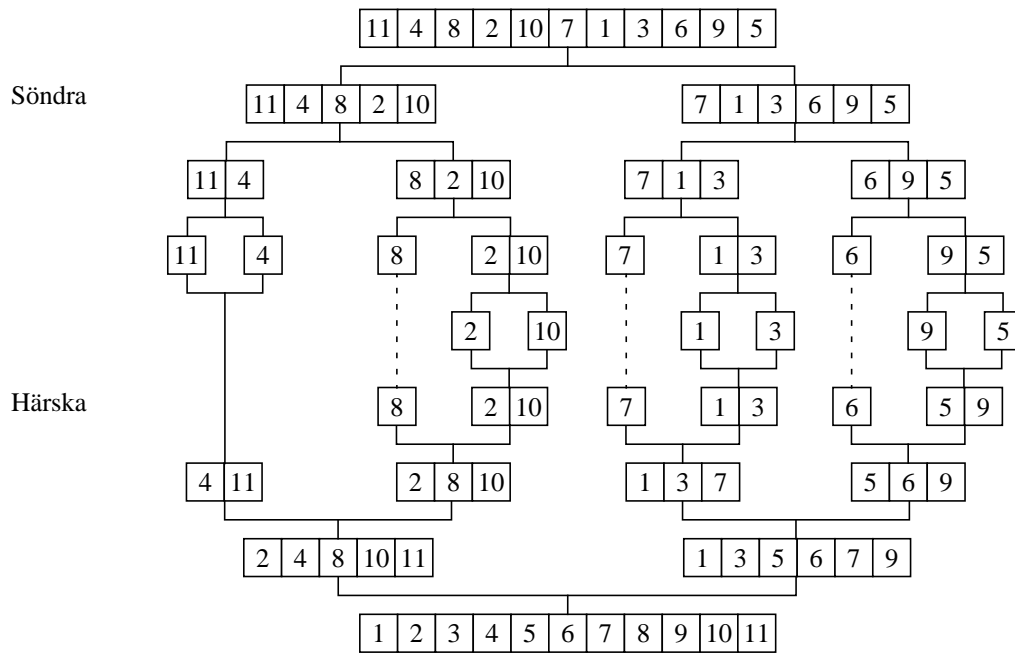 11 4 8 2 10 7 1 3 6 9 5
Söndra
11 4 8 2 10 7 1 3 6 9 5
11 4 8 2 10 7 1 3 6 9 5
11 4 8 2 10 7 1 3 6 9 5
2 10 1 3 9 5
Härska
8 2 10 7 1 3 6 5 9
4 11 2 8 10 1 3 7 5 6 9
2 4 8 10 11 1 3 5 6 7 9
1 2 3 4 5 6 7 8 9 10 11